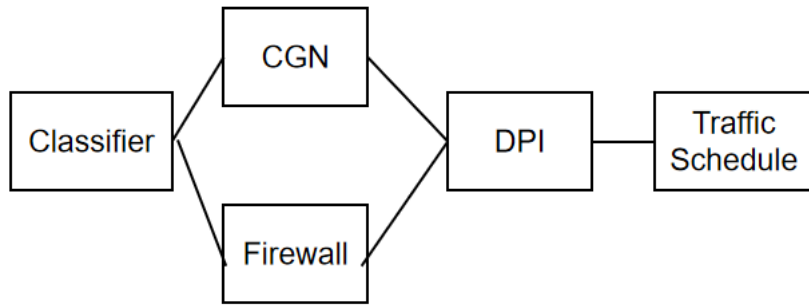 CGN
Classifier
DPI
Traffic
Schedule
Firewall